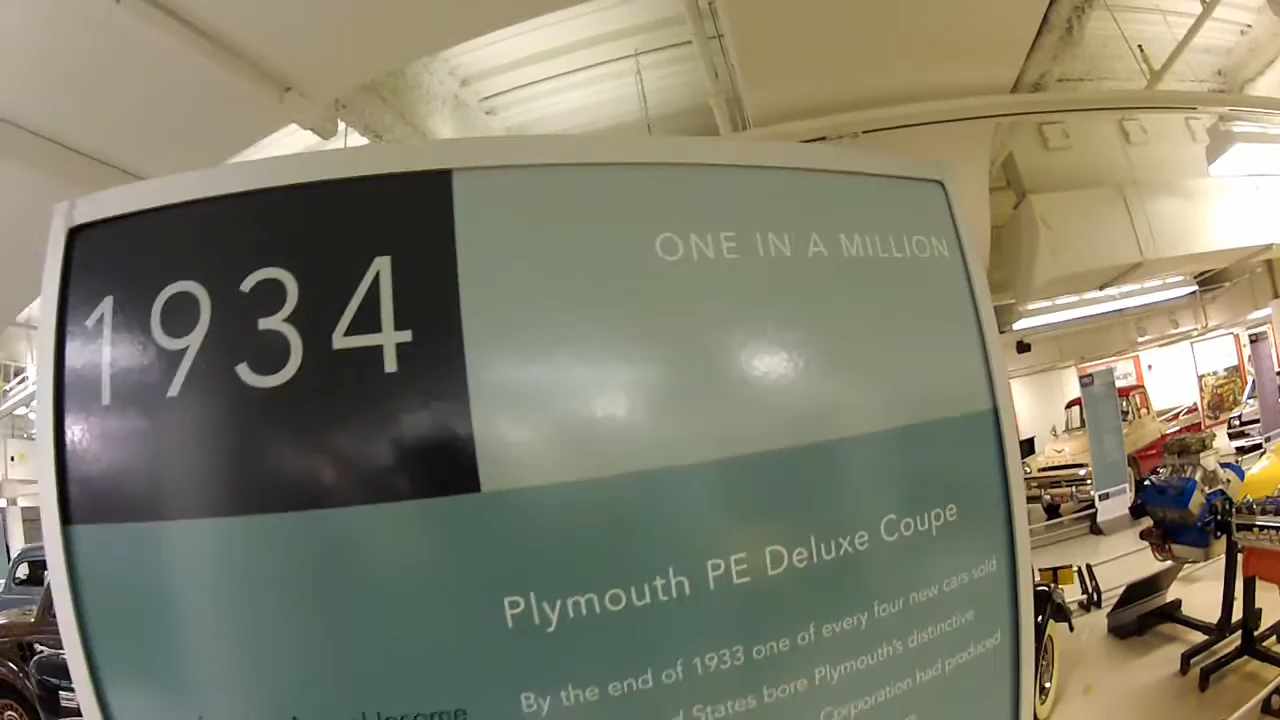 1934
ONE IN A MILLION
Plymouth PE Deluxe Coupe
By the end of 1933 one of every four new cars sold
States bore Plymouth's distinctive
Corporation had produced
Income